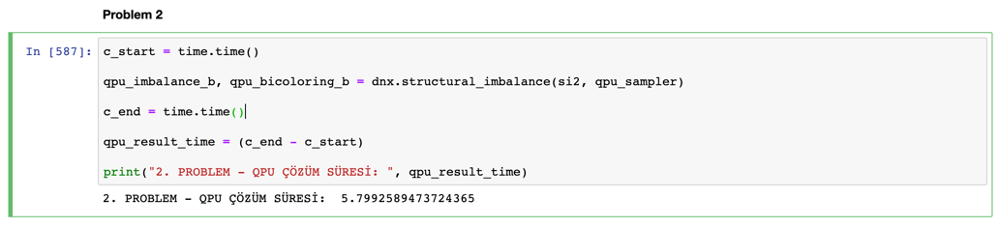 Problem 2
In [587]: c_start = time.time()
qpu_imbalance_b, qpu_bicoloring_b = dnx.structural_imbalance(si2, qpu_sampler)
c_end = time.time()
qpu_result_time = (c_end - c_start)
print("2. PROBLEM - QPU ÇÖZÜM SÜRESİ: ", qpu_result_time)
2. PROBLEM - QPU ÇÖZÜM SÜRESİ:  5.7992589473724365